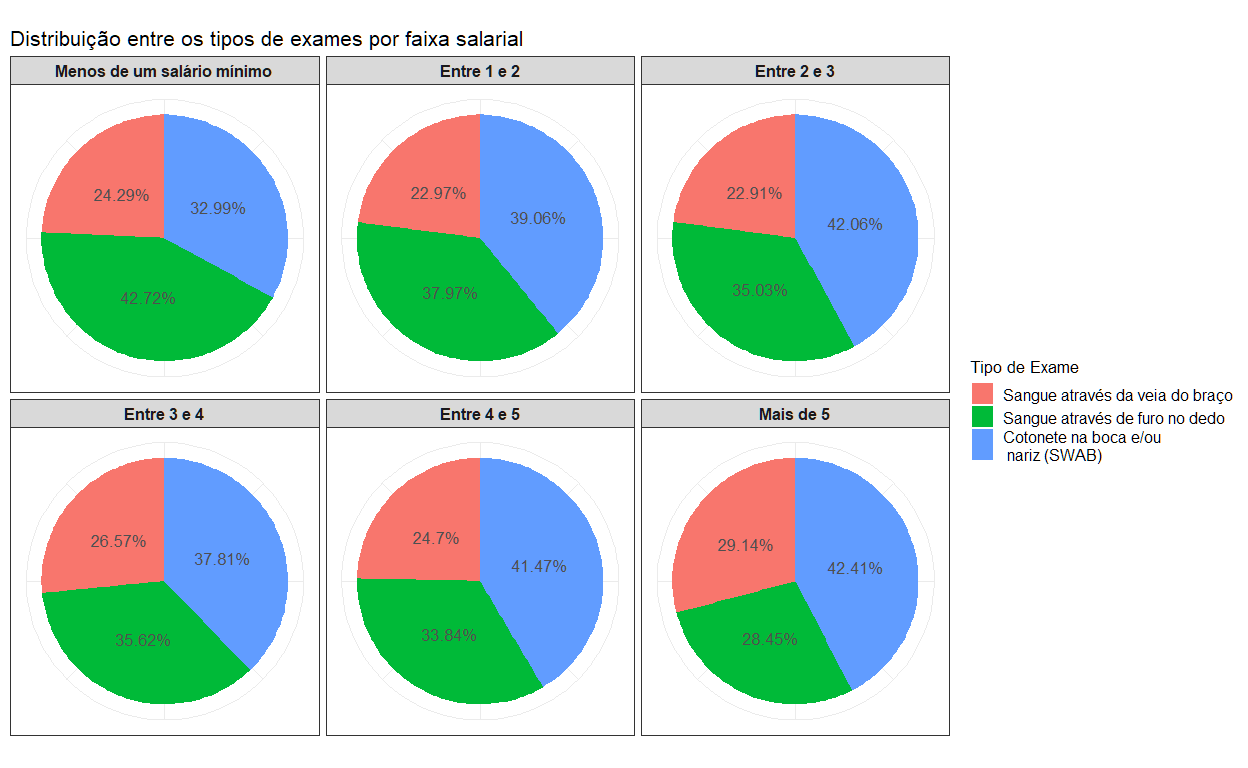 Distribuição entre os tipos de exames por faixa salarial
Menos de um salário mínimo
24.29%
32.99%
42.72%
Entre 1 e 2
22.97%
39.06%
37.97%
Entre 2 e 3
22.91%
42.06%
35.03%
Entre 3 e 4
26.57%
37.81%
35.62%
Entre 4 e 5
24.7%
41.47%
33.84%
Mais de 5
29.14%
42.41%
28.45%
Tipo de Exame
Sangue através da veia do braço
Sangue através de furo no dedo
Cotonete na boca e/ou
nariz (SWAB)